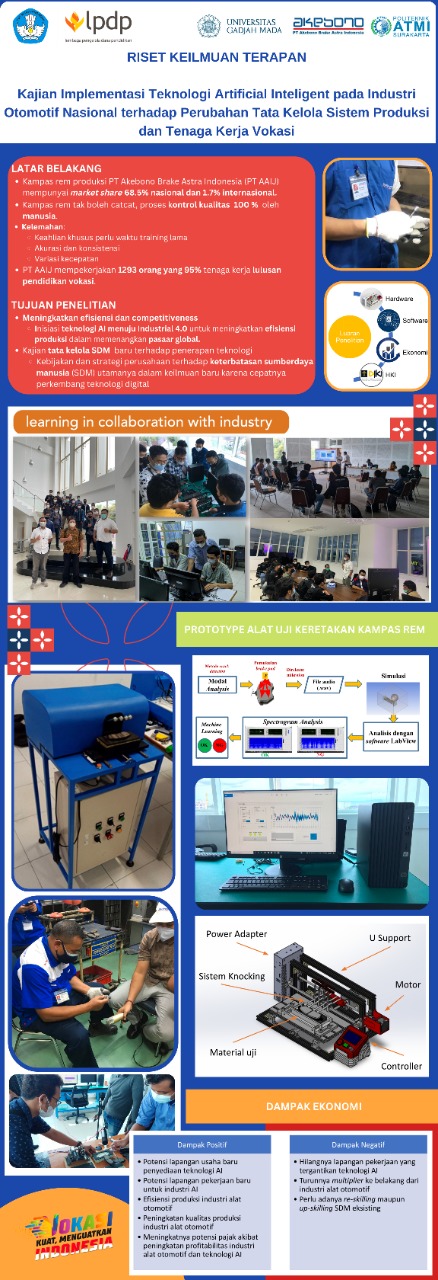 lpdp
lembaga pengelola dana pendidikan
UNIVERSITAS
GADJAH MADA
akebono
PT Akebono Brake Astra Indonesia
POLITEKNIK
ATMI
SURAKARTA
RISET KEILMUAN TERAPAN
Kajian Implementasi Teknologi Artificial Inteligent pada Industri
Otomotif Nasional terhadap Perubahan Tata Kelola Sistem Produksi
dan Tenaga Kerja Vokasi
LATAR BELAKANG
• Kampas rem produksi PT Akebono Brake Astra Indonesia (PT AAIJ)
mempunyai market share 68.5% nasional dan 1.7% internasional.
• Kampas rem tak boleh catcat, proses kontrol kualitas 100 % oleh
manusia.
• Kelemahan:
◦ Keahlian khusus perlu waktu training lama
◦ Akurasi dan konsistensi
◦ Variasi kecepatan
• PT AAIJ mempekerjakan 1293 orang yang 95% tenaga kerja lulusan
pendidikan vokasi.
TUJUAN PENELITIAN
• Meningkatkan efisiensi dan competitiveness
◦ Inisiasi teknologi AI menuju industrial 4.0 untuk meningkatkan efisiensi
produksi dalam memenangkan pasaar global.
• Kajian tata kelola SDM baru terhadap penerapan teknologi
◦ Kebijakan dan strategi perusahaan terhadap keterbatasan sumberdaya
manusia (SDM) utamanya dalam keilmuan baru karena cepatnya
perkembang teknologi digital
Luaran
Penelitian
Hardware
Software
Ekonomi
HKI
learning in collaboration with industry
PROTOTYPE ALAT UJI KERETAKAN KAMPAS REM
Modal
Analysis
File audio
(.wav)
Simulasi
Machine
Learning
OK
NG
Spectrogram Analysis
OK
NG
Analisis dengan
software LabView
Power Adapter
U Support
Sistem Knocking
Motor
Material uji
Controller
DAMPAK EKONOMI
Dampak Positif
• Potensi lapangan usaha baru
penyediaan teknologi AI
• Potensi lapangan pekerjaan baru
untuk industri AI
• Efisiensi produksi industri alat
otomotif
• Peningkatan kualitas produksi
industri alat otomotif
• Meningkatnya potensi pajak akibat
peningkatan profitabilitas industri
alat otomotif dan teknologi AI
Dampak Negatif
• Hilangnya lapangan pekerjaan yang
tergantikan teknologi AI
• Turunnya multiplier ke belakang dari
industri alat otomotif
• Perlu adanya re-skilling maupun
up-skilling SDM eksisting
VOKASI
KUAT, MENGUATKAN
INDONESIA